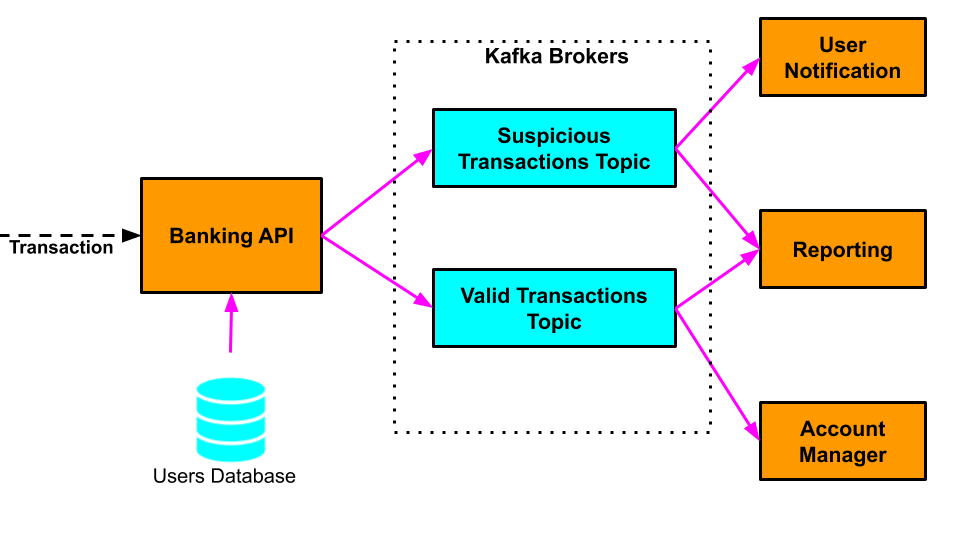 Kafka Brokers
User
Notification
Suspicious
Transactions Topic
Transaction
Banking API
Reporting
Valid Transactions
Topic
Account
Manager
Users Database